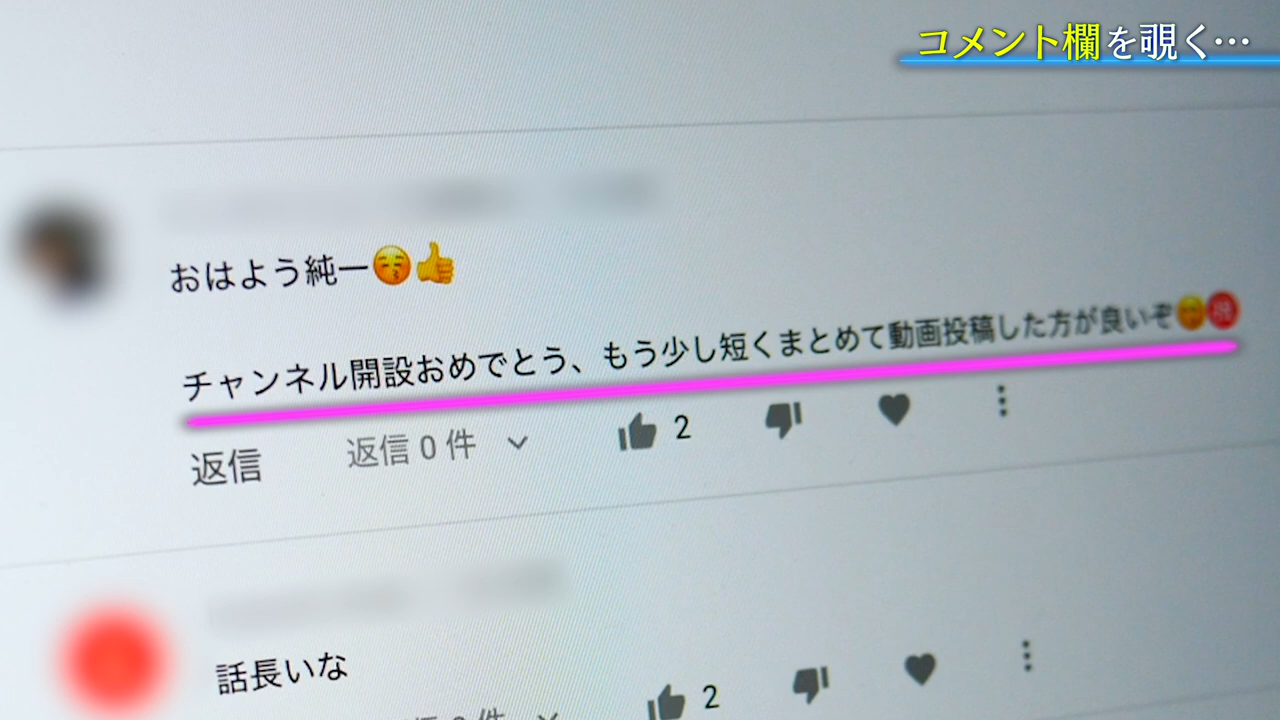 コメント欄を覗く…
おはよう純一😚👍
チャンネル開設おめでとう、もう少し短くまとめて動画投稿した方が良いぞ
返信 返信 0 件 2
話長いな
2